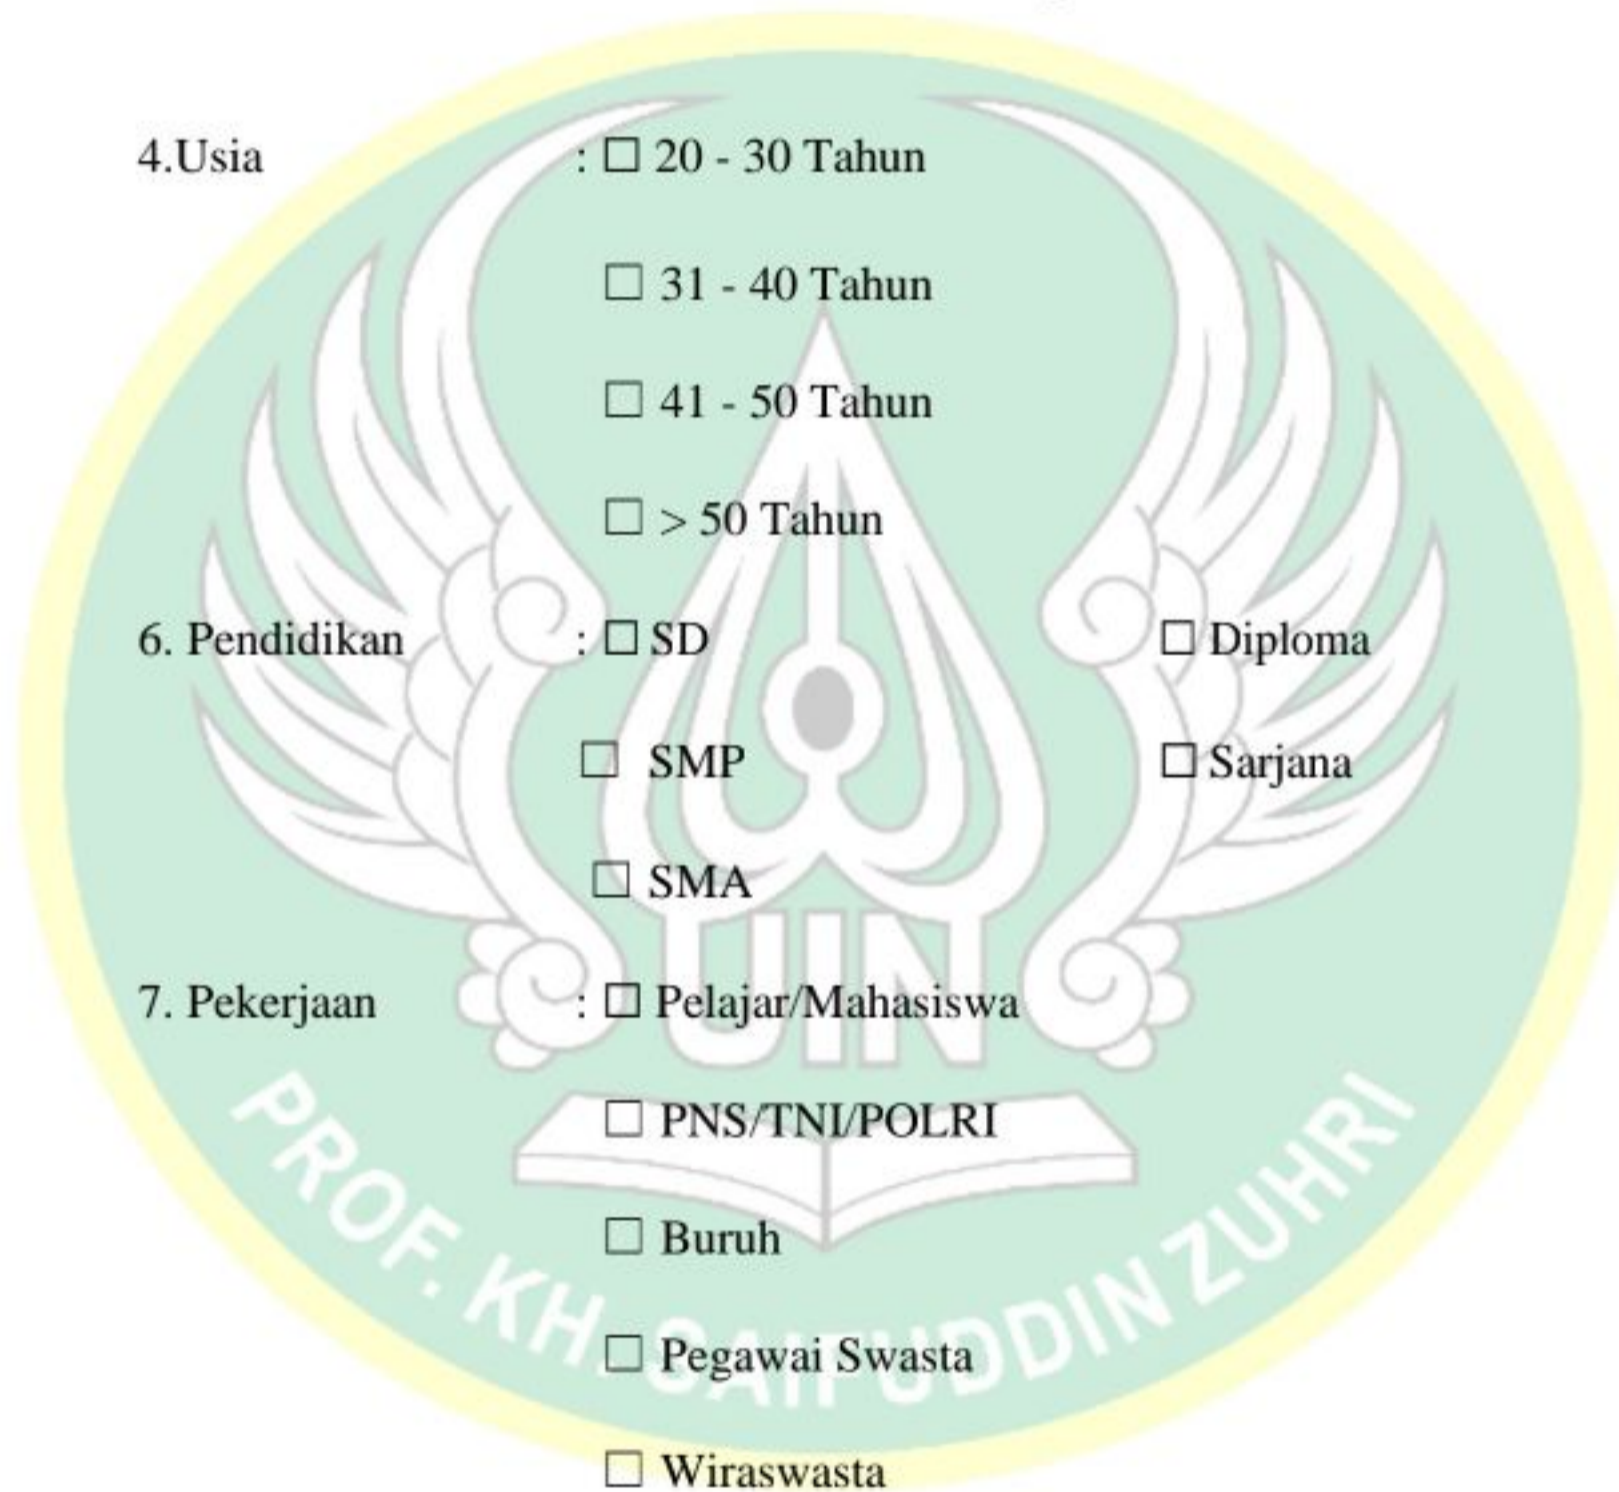 4.Usia : ☐ 20 - 30 Tahun
☐ 31 - 40 Tahun
☐ 41 - 50 Tahun
☐ > 50 Tahun
6. Pendidikan : ☐ SD ☐ Diploma
☐ SMP ☐ Sarjana
☐ SMA
7. Pekerjaan : ☐ Pelajar/Mahasiswa
☐ PNS/TNI/POLRI
☐ Buruh
☐ Pegawai Swasta
☐ Wiraswasta
UIN
PROF. KH. SAIFUDDIN ZUHRI